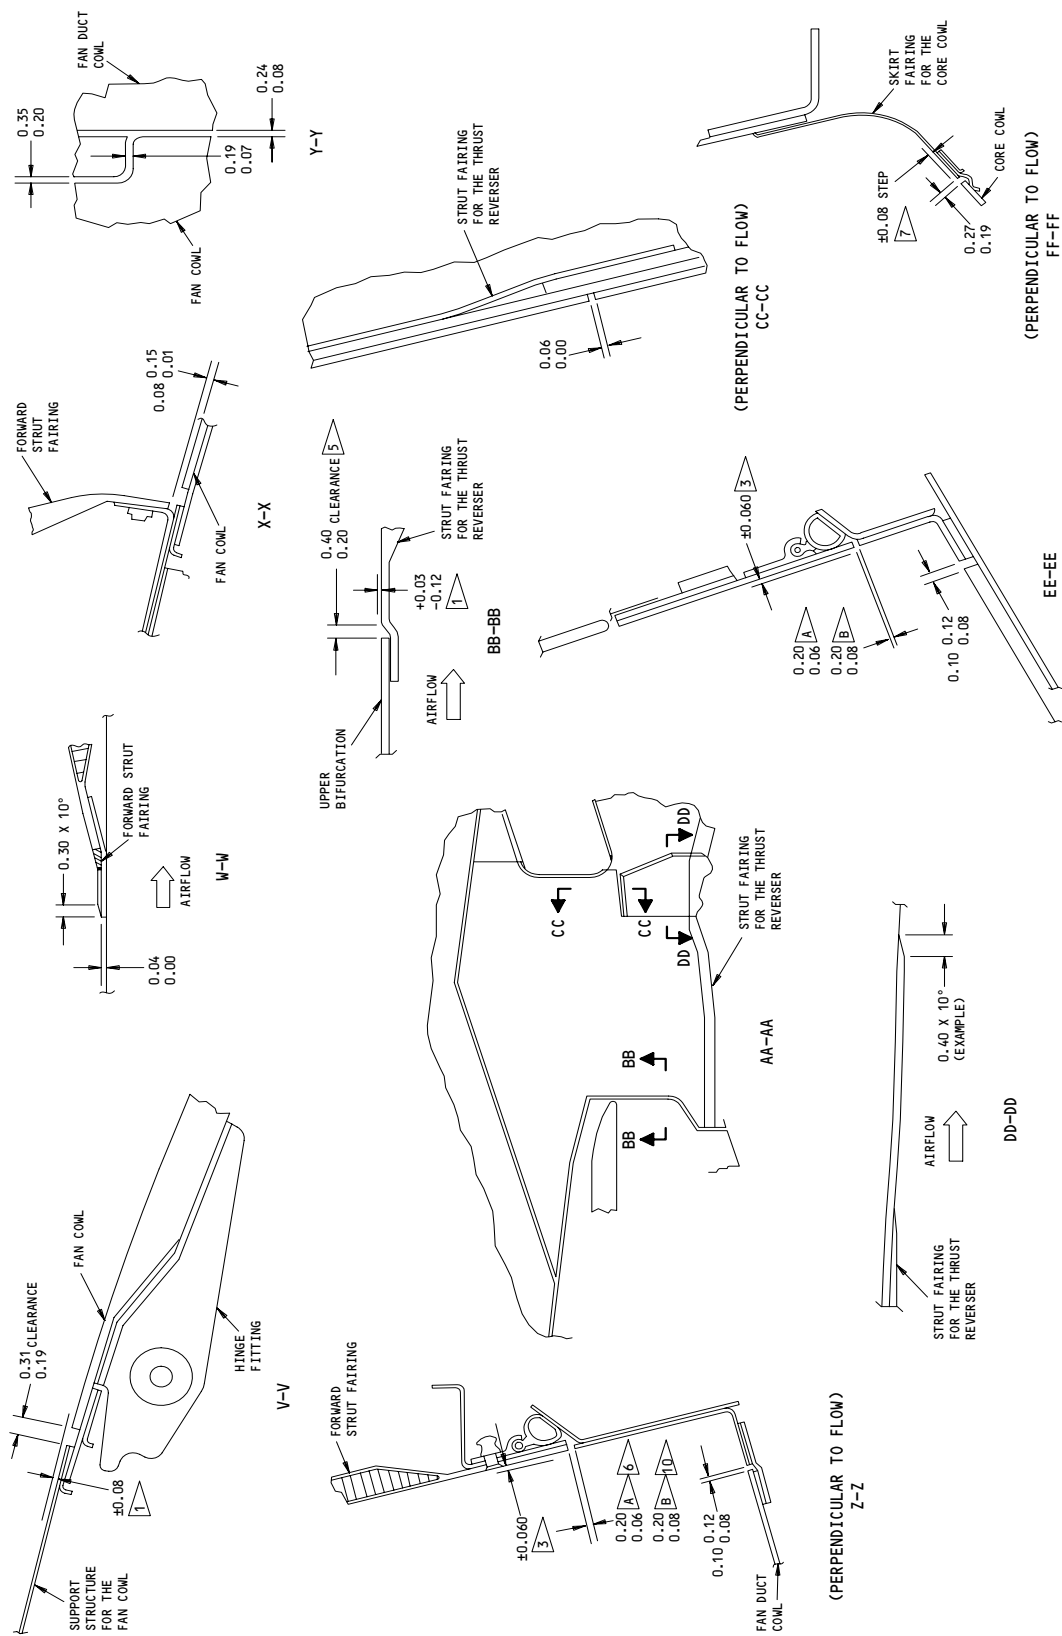 SUPPORT
STRUCTURE
FOR THE
FAN COWL
±0.08
1
0.31
0.19
CLEARANCE
FAN COWL
HINGE
FITTING
V-V
0.04
0.00
0.30 X 10°
AIRFLOW
FORWARD STRUT
FAIRING
W-W
FORWARD
STRUT
FAIRING
FAN COWL
0.08
0.15
0.01
X-X
FAN COWL
0.35
0.20
FAN DUCT
COWL
0.19
0.07
0.24
0.08
Y-Y
FORWARD
STRUT FAIRING
±0.060
3
0.20
0.06
A
6
0.20
0.08
B
10
0.10
0.12
0.08
FAN DUCT
COWL
(PERPENDICULAR TO FLOW)
Z-Z
BB
BB
CC
CC
DD
DD
STRUT FAIRING
FOR THE THRUST
REVERSER
AA-AA
UPPER
BIFURCATION
AIRFLOW
0.40
0.20
CLEARANCE
5
+0.03
-0.12
1
STRUT FAIRING
FOR THE THRUST
REVERSER
BB-BB
STRUT FAIRING
FOR THE THRUST
REVERSER
0.06
0.00
(PERPENDICULAR TO FLOW)
CC-CC
STRUT FAIRING
FOR THE THRUST
REVERSER
AIRFLOW
0.40 X 10°
(EXAMPLE)
DD-DD
±0.060
3
0.20
0.06
A
0.20
0.08
B
0.10
0.12
0.08
EE-EE
SKIRT
FAIRING
FOR THE
CORE COWL
±0.08 STEP
7
0.27
0.19
CORE COWL
(PERPENDICULAR TO FLOW)
FF-FF